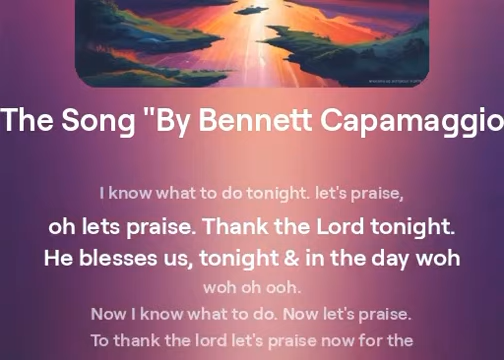 The Song "By Bennett Capamaggio
I know what to do tonight. let's praise,
oh lets praise. Thank the Lord tonight.
He blesses us, tonight & in the day woh
woh oh ooh.
Now I know what to do. Now let's praise.
To thank the lord let's praise now for the